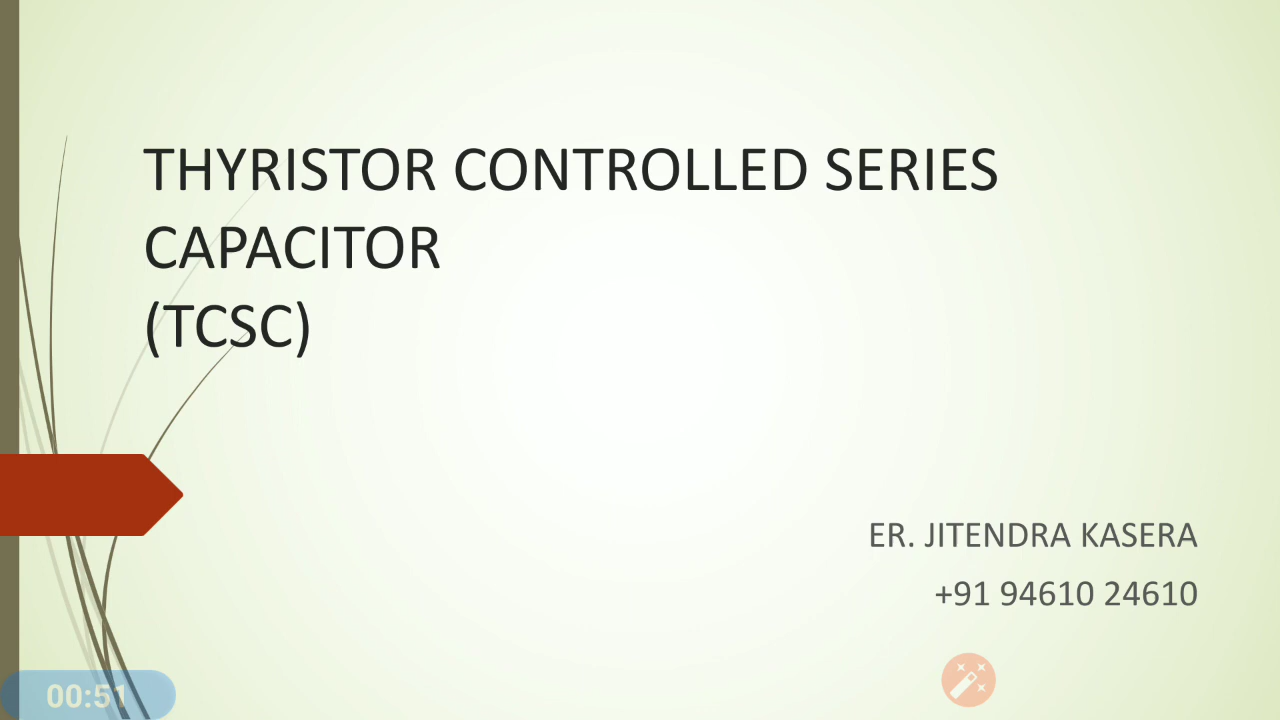 THYRISTOR CONTROLLED SERIES
CAPACITOR
(TCSC)
ER. JITENDRA KASERA
+91 94610 24610
00:51